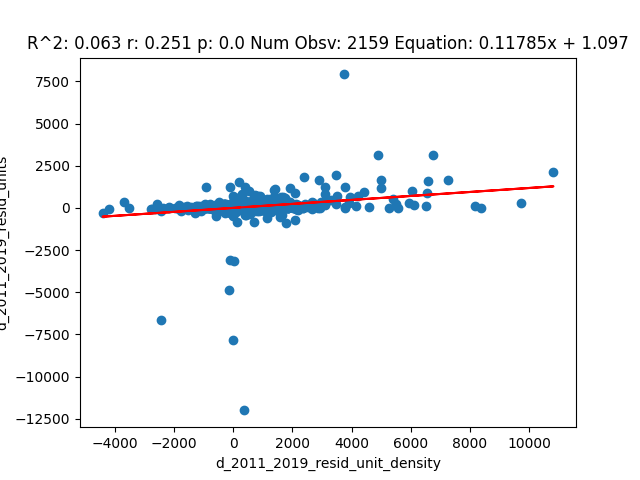 R^2: 0.063 r: 0.251 p: 0.0 Num Obsv: 2159 Equation: 0.11785x + 1.097
7500
5000
2500
0
−2500
−5000
−7500
−10000
−12500
d_2011_2019_resid_units
−4000 −2000 0 2000 4000 6000 8000 10000
d_2011_2019_resid_unit_density